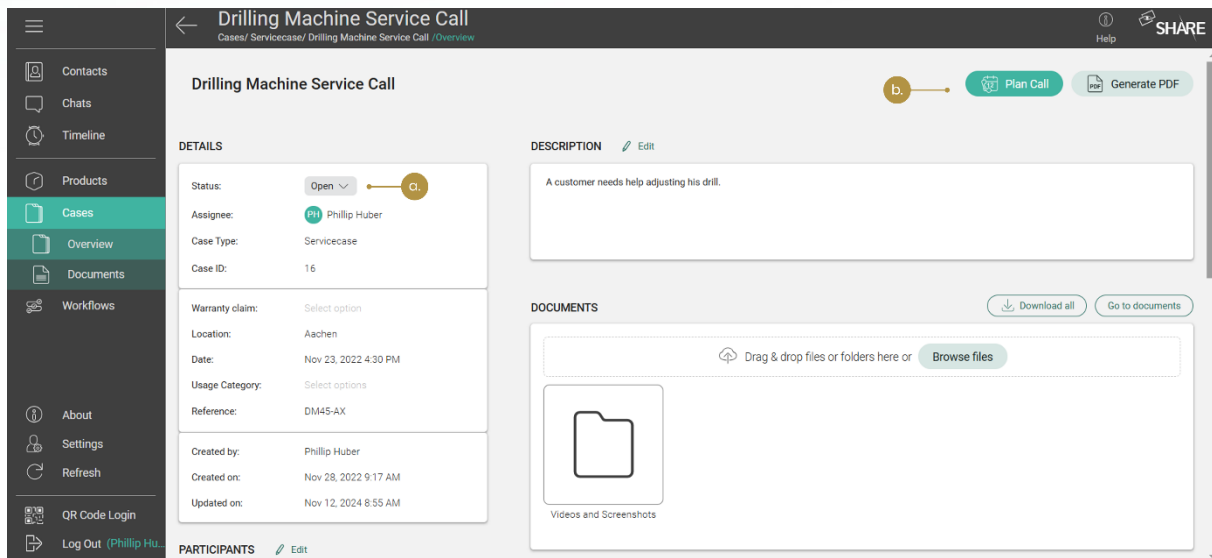 Drilling Machine Service Call
Cases/ Servicecase/ Drilling Machine Service Call /Overview
Help
SHARE
Contacts
Chats
Timeline
Products
Cases
Overview
Documents
Workflows
About
Settings
Refresh
QR Code Login
Log Out (Phillip Hu...
Drilling Machine Service Call
b.
Plan Call
PDF
Generate PDF
DETAILS
Status: Open
a.
Assignee: PH Phillip Huber
Case Type: Servicecase
Case ID: 16
Warranty claim: Select option
Location: Aachen
Date: Nov 23, 2022 4:30 PM
Usage Category: Select options
Reference: DM45-AX
Created by: Phillip Huber
Created on: Nov 28, 2022 9:17 AM
Updated on: Nov 12, 2024 8:55 AM
PARTICIPANTS Edit
DESCRIPTION Edit
A customer needs help adjusting his drill.
DOCUMENTS
Download all
Go to documents
Drag & drop files or folders here or Browse files
Videos and Screenshots